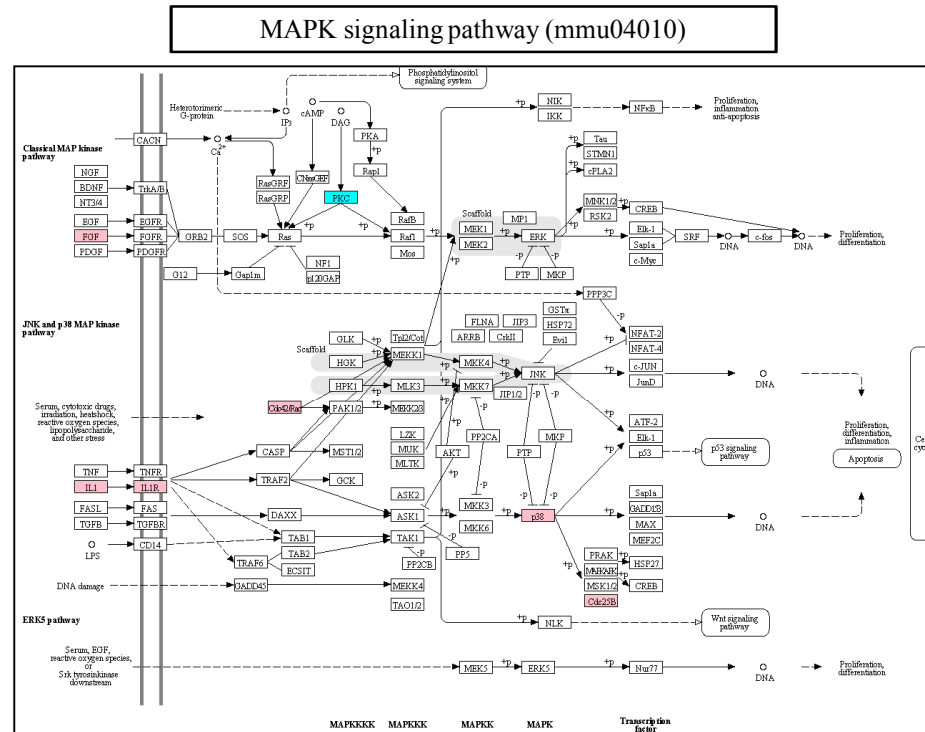 MAPK signaling pathway (mmu04010)
Phosphatidylinositol
signaling system
Heterotorimeric
G-protein
IP3
cAMP
DAG
Ca2+
CACN
PKA
+p
Rap1
NIK
IKK
+p
NFκB
Proliferation,
inflammation
anti-apoptosis
Classical MAP kinase
pathway
NGF
BDNF
NT3/4
TrkA/B
EGF
EGFR
FGF
FGFR
PDGF
PDGFR
GRB2
SOS
RasGRF
RasGRP
CNasGEF
PKC
Ras
RafB
Raf1
Mos
G12
Gap1m
NF1
p120GAP
Scaffold
MEK1
MEK2
MP1
ERK
PTP
MKP
-p
-p
+p
+p
+p
Tau
STMN1
cPLA2
MNK1/2
RSK2
CREB
Elk-1
Sap1a
c-Myc
SRF
DNA
c-fos
DNA
Proliferation,
differentiation
PPP3C
-p
-p
JNK and p38 MAP kinase
pathway
Scaffold
GLK
HGK
HPK1
Tpl2/Cot
MEKK1
MLK3
MEKK2/3
Cdc42/Rac
PAK1/2
FLNA
JIP3
ARRB
CrkII
GSTπ
HSP72
Evi1
MKK4
MKK7
JNK
JIP1/2
NFAT-2
NFAT-4
c-JUN
JunD
DNA
ATF-2
Elk-1
p53
p53 signaling
pathway
Proliferation,
differentiation,
inflammation
Apoptosis
Ce
cyc
Serum, cytotoxic drugs,
irradiation, heatshock,
reactive oxygen species,
lipopolysaccharide,
and other stress
LZK
MUK
MLTK
AKT
PP2CA
PTP
MKP
CASP
MST1/2
TNF
TNFR
TRAF2
GCK
IL1
IL1R
FASL
FAS
DAXX
TGFB
TGFBR
ASK2
ASK1
TAB1
TAK1
PP5
PP2CB
MKK3
MKK6
p38
LPS
CD14
TRAF6
TAB2
ECSIT
Sap1a
GADD153
MAX
MEF2C
DNA
PRAK
MAPKAPK
MSK1/2
HSP27
CREB
Cdc25B
DNA damage
GADD45
MEKK4
TAO1/2
NLK
+p
Wnt signaling
pathway
ERK5 pathway
Serum, EGF,
reactive oxygen species,
or
Srk tyrosinkinase
downstream
MEK5
+p
ERK5
+p
Nur77
DNA
Proliferation,
differentiation
MAPKKKK
MAPKKK
MAPKK
MAPK
Transcription
factor